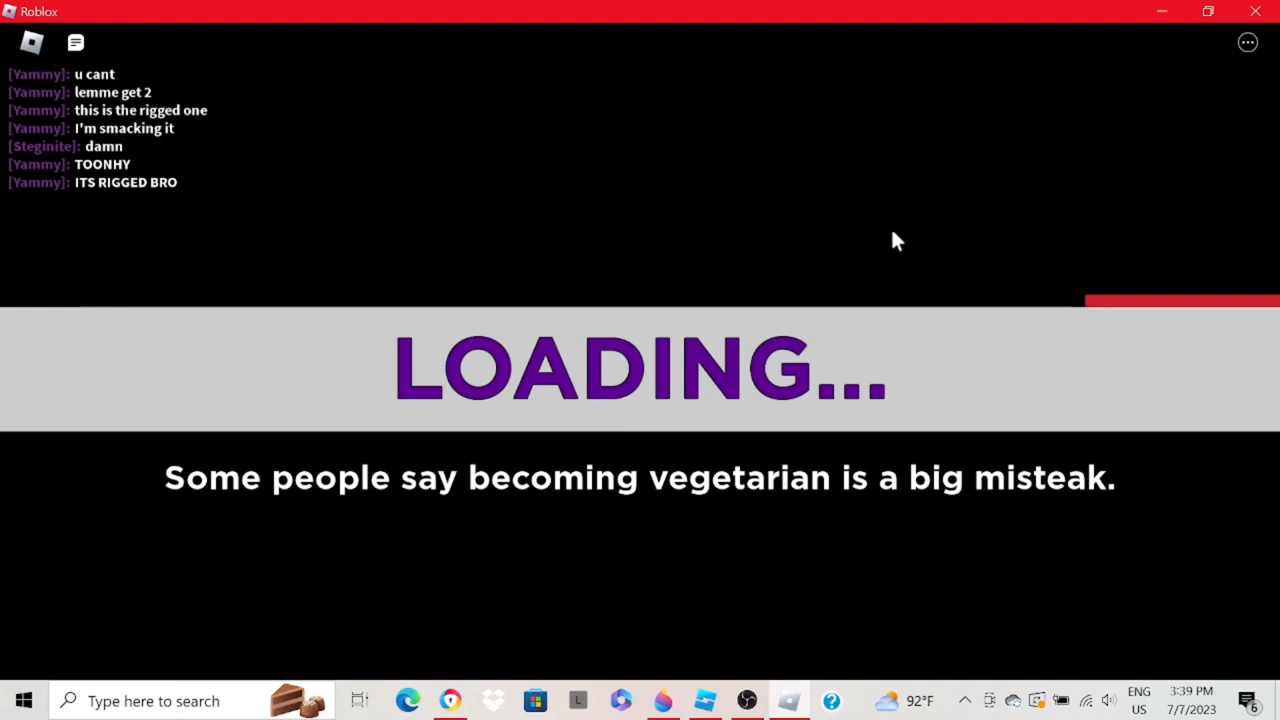 Roblox
[Yammy]: u cant
[Yammy]: lemme get 2
[Yammy]: this is the rigged one
[Yammy]: I'm smacking it
[Steginite]: damn
[Yammy]: TOONHY
[Yammy]: ITS RIGGED BRO
LOADING...
Some people say becoming vegetarian is a big misteak.
Type here to search
L
92°F
ENG
US
3:39 PM
7/7/2023
6